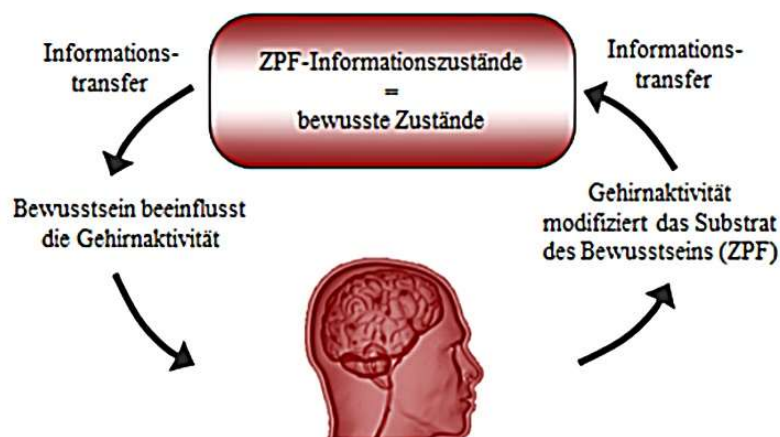 Informations-
transfer
ZPF-Informationszustände
=
bewusste Zustände
Informations-
transfer
Bewusstsein beeinflusst
die Gehirnaktivität
Gehirnaktivität
modifiziert das Substrat
des Bewusstseins (ZPF)